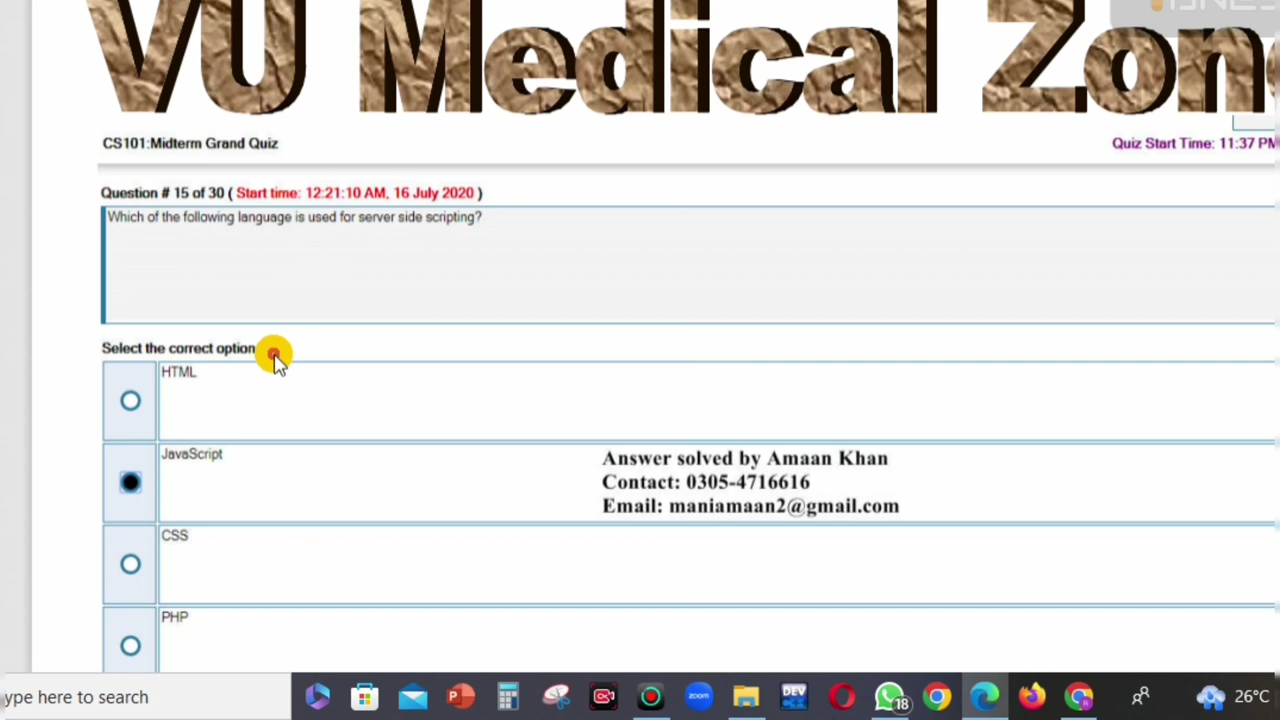 VU Medical Zon
CS101:Midterm Grand Quiz
Quiz Start Time: 11:37 PM
Question # 15 of 30 ( Start time: 12:21:10 AM, 16 July 2020 )
Which of the following language is used for server side scripting?
Select the correct option
HTML
JavaScript
Answer solved by Amaan Khan
Contact: 0305-4716616
Email: maniamaan2@gmail.com
CSS
PHP
ype here to search
DEV
zoom
18
26°C